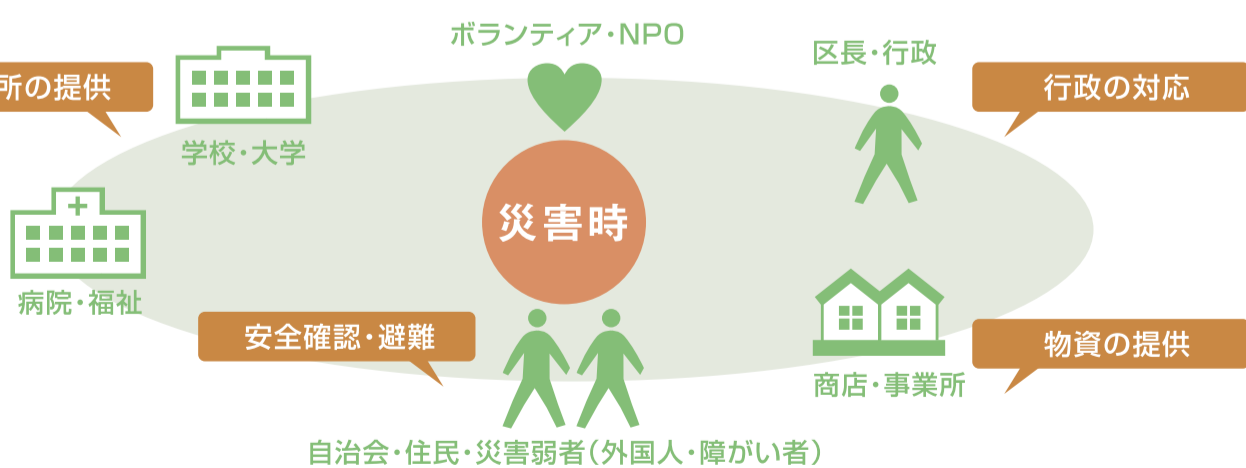 ボランティア・NPO
区長・行政
所の提供
行政の対応
学校・大学
災害時
病院・福祉
安全確認・避難
物資の提供
商店・事業所
自治会・住民・災害弱者(外国人・障がい者)